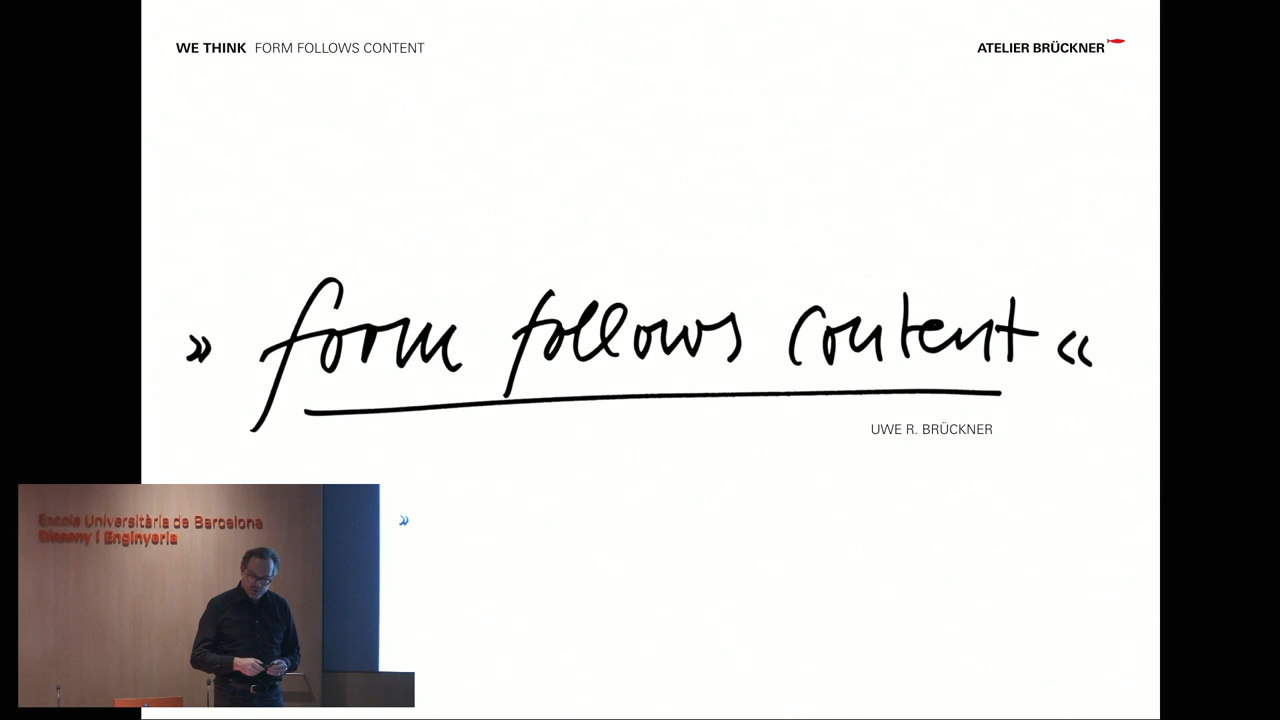 WE THINK FORM FOLLOWS CONTENT
ATELIER BRÜCKNER
» form follows content «
UWE R. BRÜCKNER
Escola Universitària de Barcelona
Disseny i Enginyeria
»